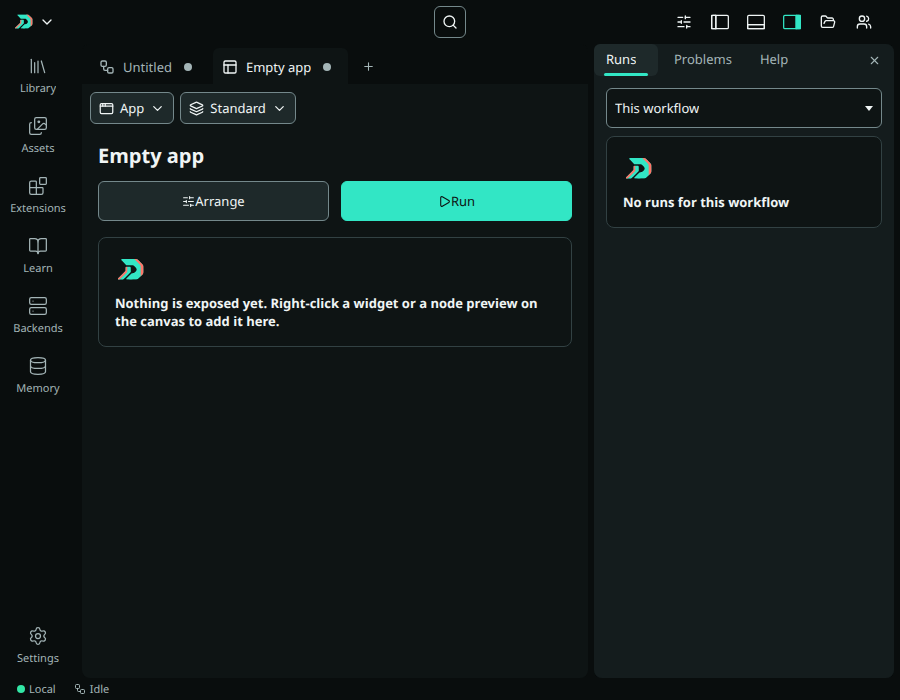 Untitled
Empty app
Runs
Problems
Help
Library
Assets
Extensions
Learn
Backends
Memory
Settings
App
Standard
Empty app
Arrange
Run
Nothing is exposed yet. Right-click a widget or a node preview on
the canvas to add it here.
This workflow
No runs for this workflow
Local
Idle